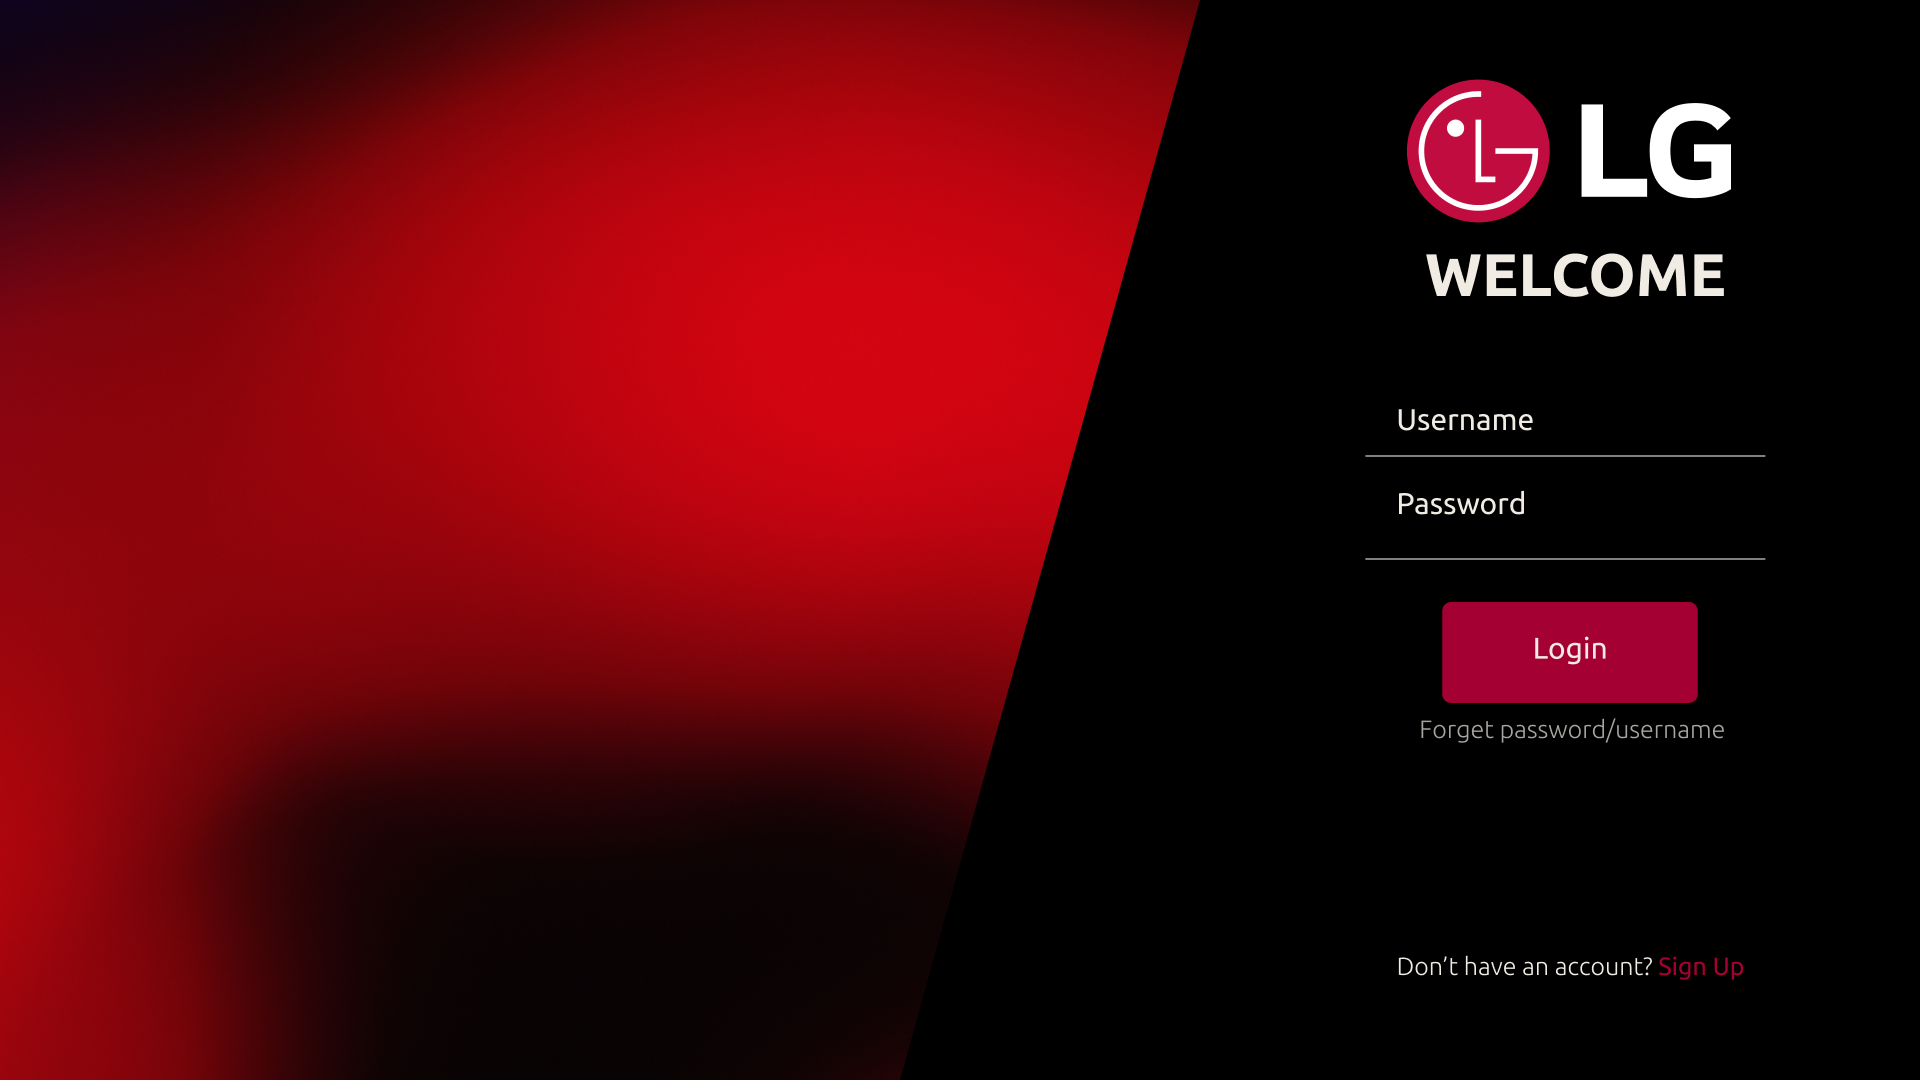 LG
WELCOME
Username
Password
Login
Forget password/username
Don’t have an account? Sign Up